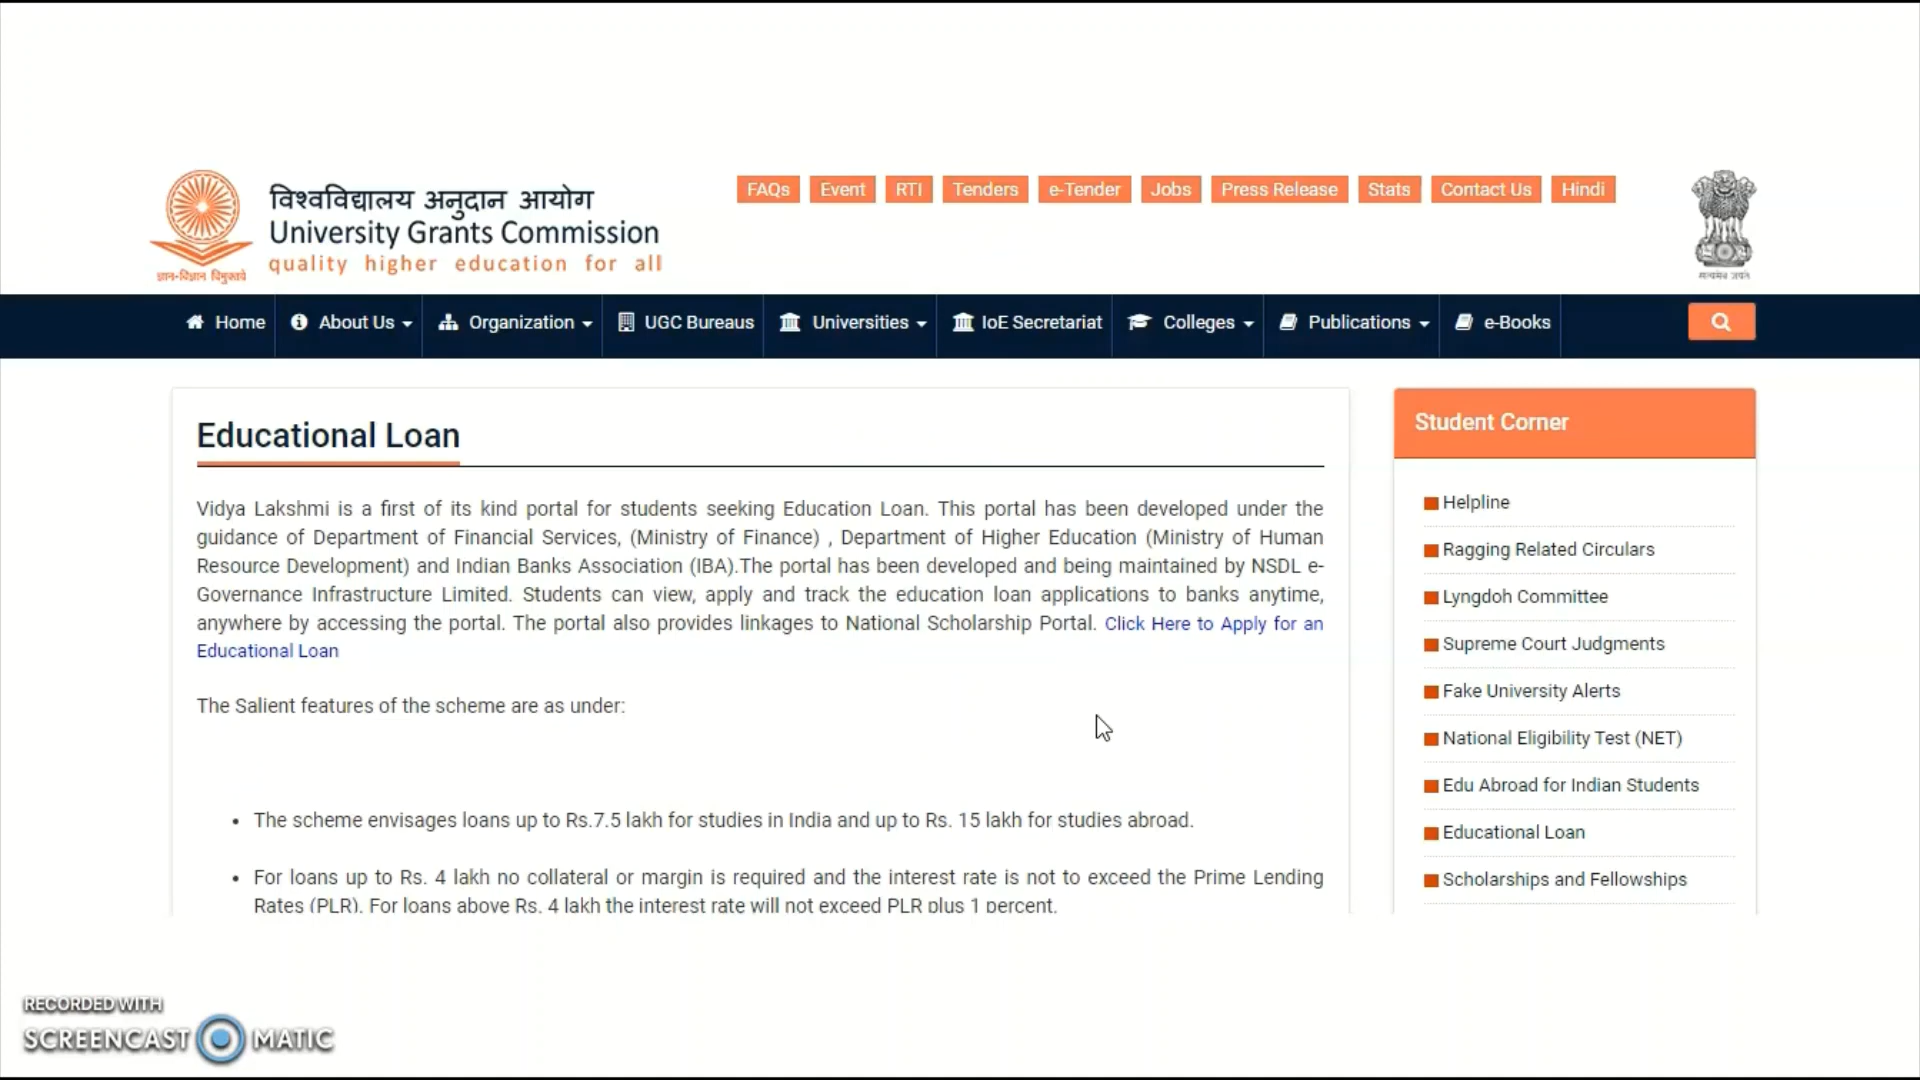 विश्वविद्यालय अनुदान आयोग
University Grants Commission
quality higher education for all
ज्ञान-विज्ञान विमुक्तये
FAQs Event RTI Tenders e-Tender Jobs Press Release Stats Contact Us Hindi
सत्यमेव जयते
Home About Us Organization UGC Bureaus Universities IoE Secretariat Colleges Publications e-Books
Educational Loan
Vidya Lakshmi is a first of its kind portal for students seeking Education Loan. This portal has been developed under the
guidance of Department of Financial Services, (Ministry of Finance) , Department of Higher Education (Ministry of Human
Resource Development) and Indian Banks Association (IBA).The portal has been developed and being maintained by NSDL e-
Governance Infrastructure Limited. Students can view, apply and track the education loan applications to banks anytime,
anywhere by accessing the portal. The portal also provides linkages to National Scholarship Portal. Click Here to Apply for an
Educational Loan
The Salient features of the scheme are as under:
• The scheme envisages loans up to Rs.7.5 lakh for studies in India and up to Rs. 15 lakh for studies abroad.
• For loans up to Rs. 4 lakh no collateral or margin is required and the interest rate is not to exceed the Prime Lending
Rates (PLR). For loans above Rs. 4 lakh the interest rate will not exceed PLR plus 1 percent.
Student Corner
Helpline
Ragging Related Circulars
Lyngdoh Committee
Supreme Court Judgments
Fake University Alerts
National Eligibility Test (NET)
Edu Abroad for Indian Students
Educational Loan
Scholarships and Fellowships
RECORDED WITH
SCREENCAST MATIC